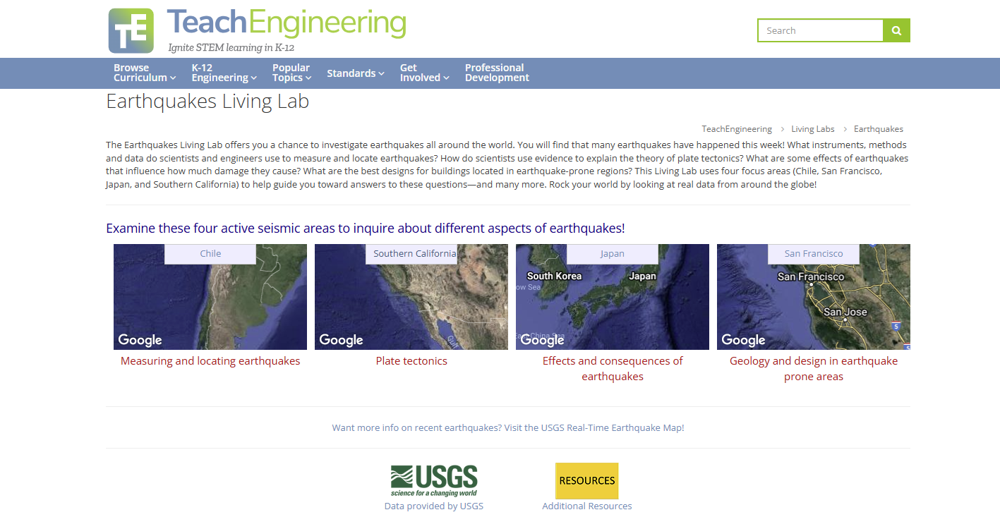 TE
TeachEngineering
Ignite STEM learning in K-12
Search
Browse
Curriculum
K-12
Engineering
Popular
Topics
Standards
Get
Involved
Professional
Development
Earthquakes Living Lab
TeachEngineering > Living Labs > Earthquakes
The Earthquakes Living Lab offers you a chance to investigate earthquakes all around the world. You will find that many earthquakes have happened this week! What instruments, methods
and data do scientists and engineers use to measure and locate earthquakes? How do scientists use evidence to explain the theory of plate tectonics? What are some effects of earthquakes
that influence how much damage they cause? What are the best designs for buildings located in earthquake-prone regions? This Living Lab uses four focus areas (Chile, San Francisco,
Japan, and Southern California) to help guide you toward answers to these questions—and many more. Rock your world by looking at real data from around the globe!
Examine these four active seismic areas to inquire about different aspects of earthquakes!
Chile
Google
Measuring and locating earthquakes
Southern California
Gulf
Google
Plate tectonics
Japan
South Korea
Japan
ow Sea
East China Sea
Google
Effects and consequences of
earthquakes
San Francisco
San Francisco
San Jose
5
5
Google
Geology and design in earthquake
prone areas
Want more info on recent earthquakes? Visit the USGS Real-Time Earthquake Map!
USGS
science for a changing world
Data provided by USGS
RESOURCES
Additional Resources